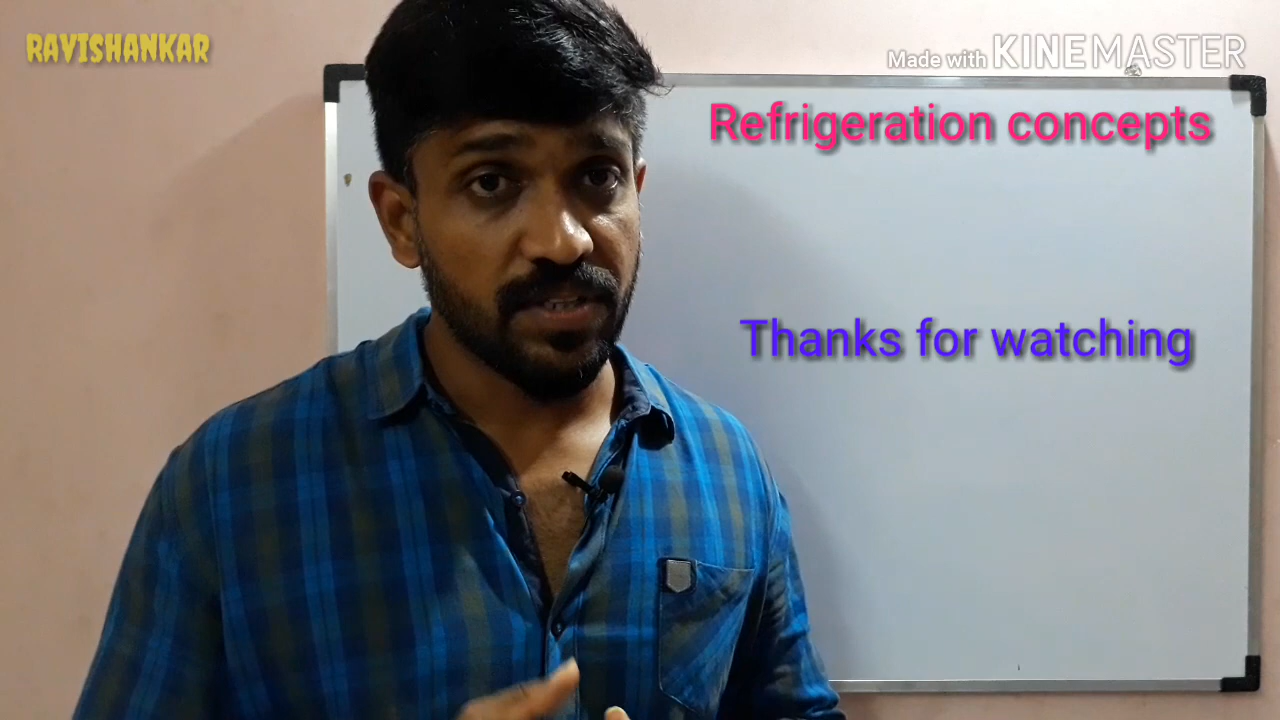 RAVISHANKAR
Made with KINEMASTER
Refrigeration concepts
Thanks for watching